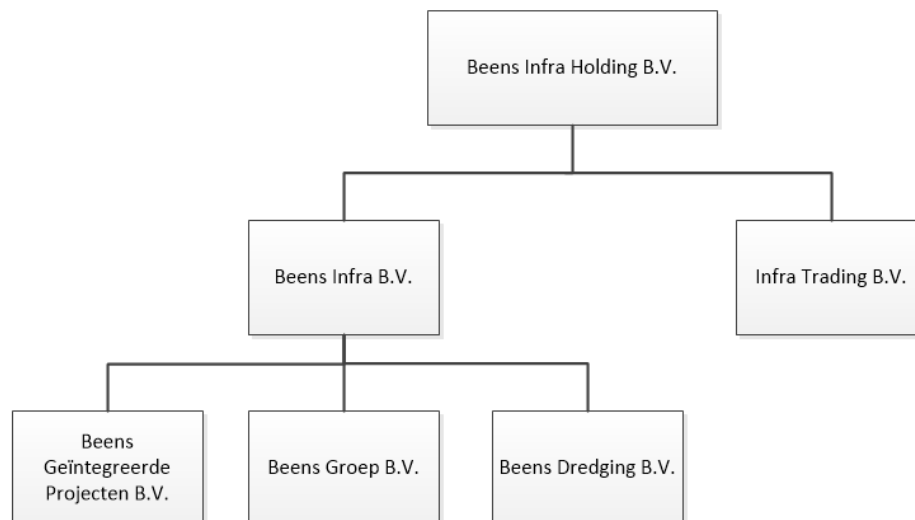 Beens Infra Holding B.V.
Beens Infra B.V.
Infra Trading B.V.
Beens
Geïntegreerde
Projecten B.V.
Beens Groep B.V.
Beens Dredging B.V.